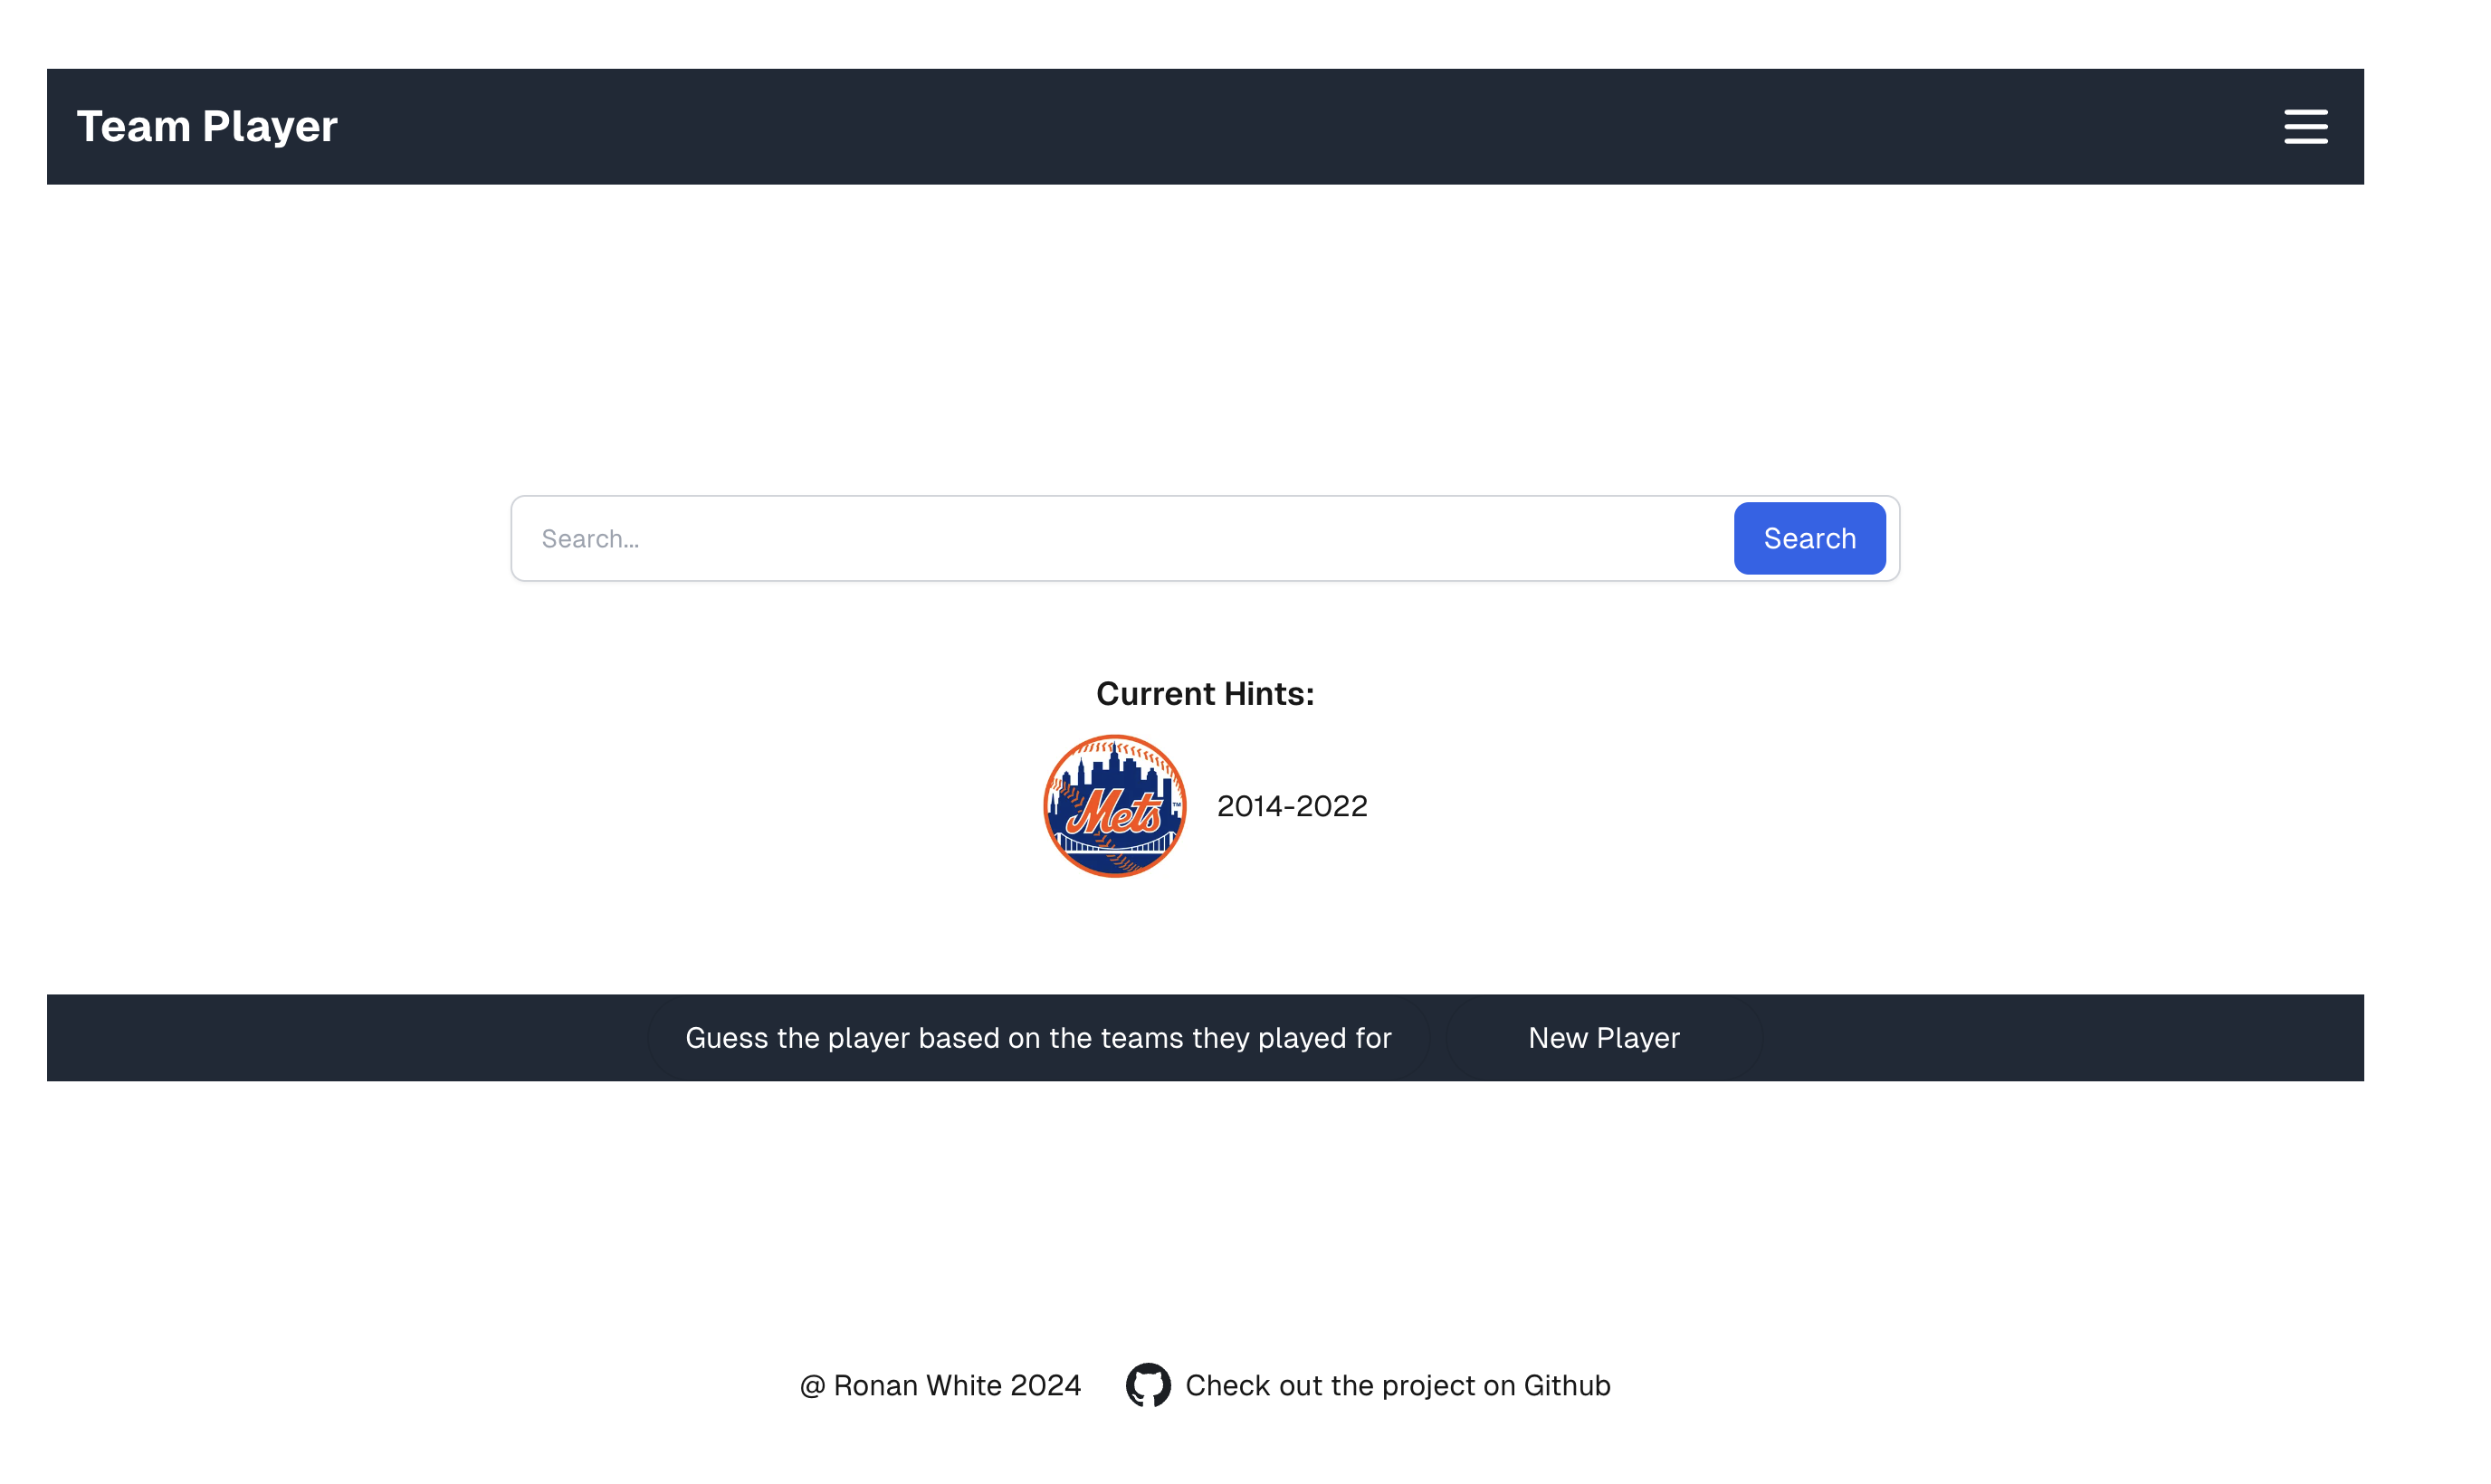 Team Player
Search...
Search
Current Hints:
Mets
TM
2014-2022
Guess the player based on the teams they played for
New Player
@ Ronan White 2024
Check out the project on Github